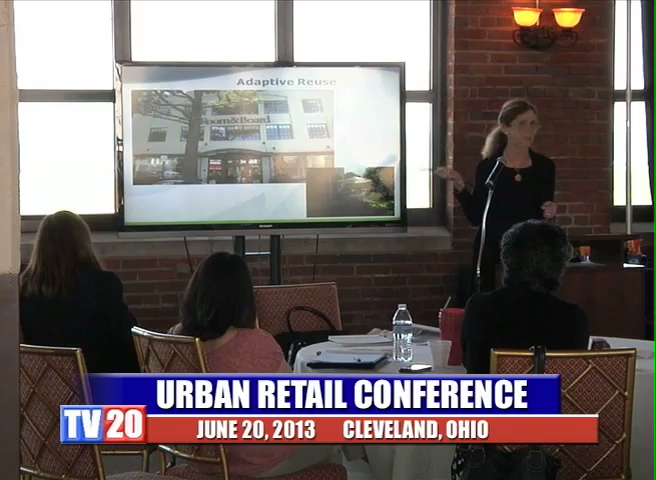 Adaptive Reuse
Room&Board
URBAN RETAIL CONFERENCE
TV20
JUNE 20, 2013 CLEVELAND, OHIO